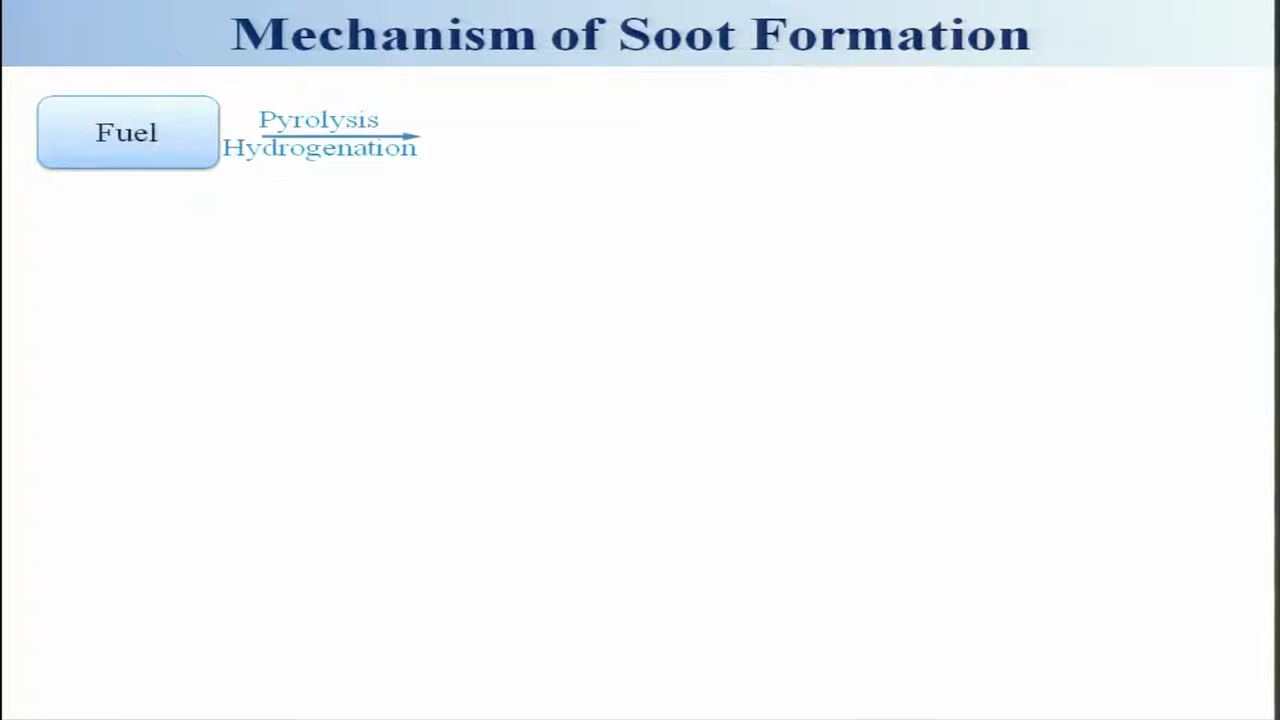 Mechanism of Soot Formation
Fuel
Pyrolysis
Hydrogenation